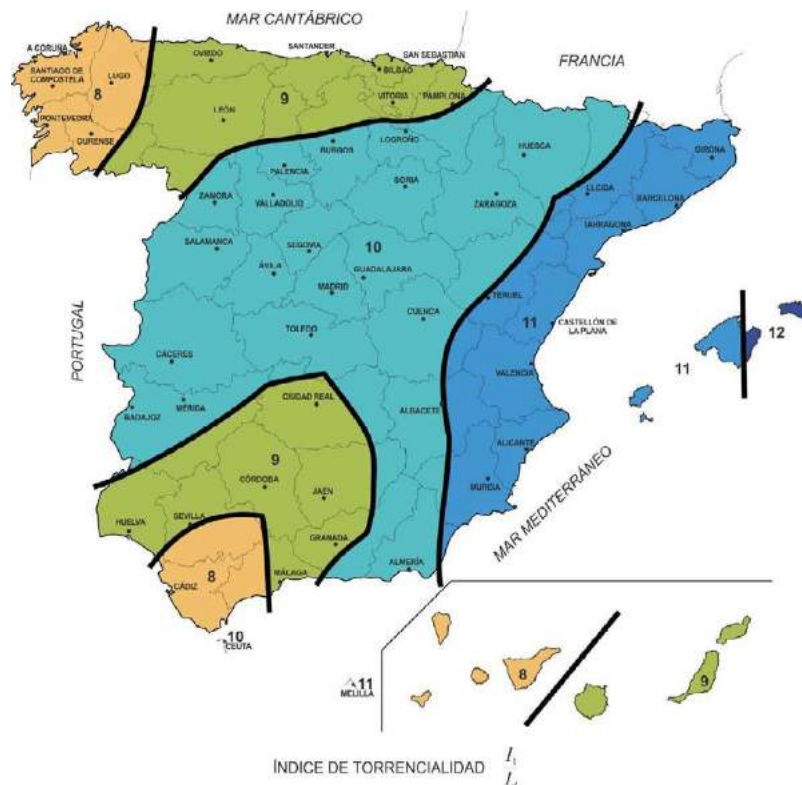 MAR CANTÁBRICO
A CORUÑA
OVIEDO
SANTANDER
SAN SEBASTIÁN
BILBAO
FRANCIA
SANTIAGO DE COMPOSTELA
LUGO
8
9
VITORIA
PAMPLONA
LEÓN
PONTEVEDRA
OURENSE
BURGOS
LOGROÑO
HUESCA
GIRONA
PALENCIA
SORIA
LLEIDA
ZAMORA
VALLADOLID
ZARAGOZA
BARCELONA
TARRAGONA
SALAMANCA
SEGOVIA
10
ÁVILA
GUADALAJARA
MADRID
TERUEL
PORTUGAL
CUENCA
11
CASTELLÓN DE LA PLANA
12
TOLEDO
CÁCERES
VALENCIA
11
BADAJOZ
MÉRIDA
CIUDAD REAL
ALBACETE
ALICANTE
9
CÓRDOBA
JAÉN
MURCIA
MAR MEDITERRÁNEO
HUELVA
SEVILLA
GRANADA
8
CÁDIZ
MÁLAGA
ALMERÍA
10
CEUTA
11
MELILLA
8
9
ÍNDICE DE TORRENCIALIDAD
I₁
I